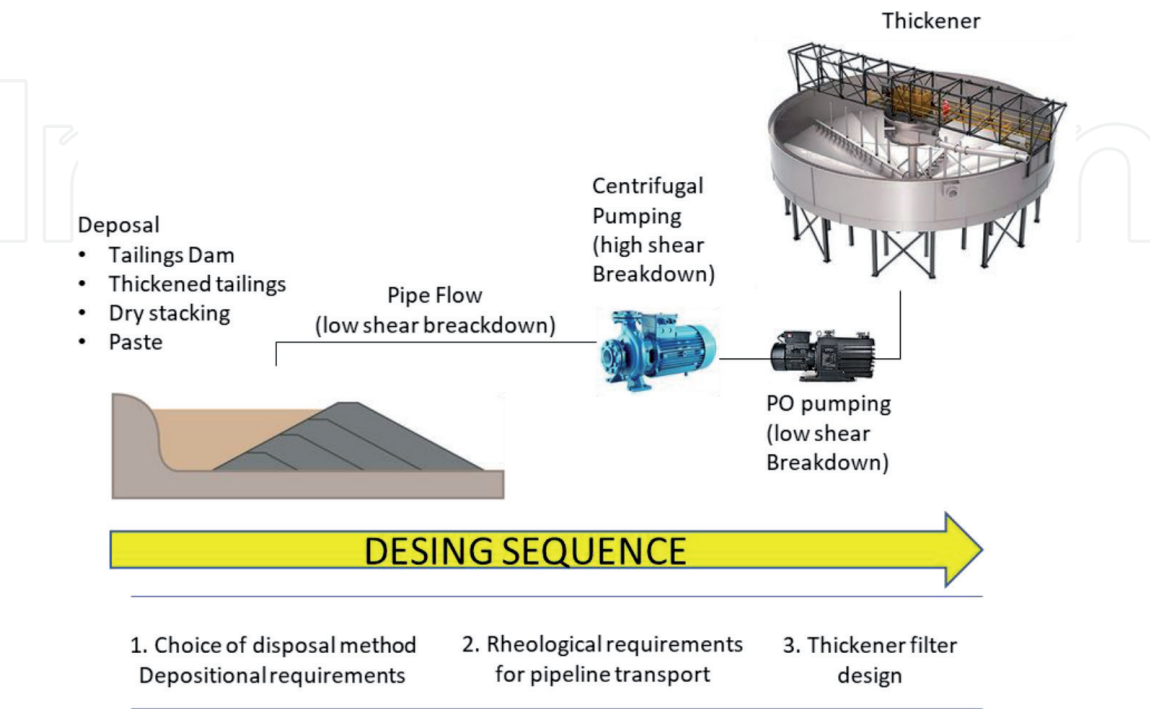 Thickener
Centrifugal
Pumping
(high shear
Breakdown)
Deposal
• Tailings Dam
• Thickened tailings
• Dry stacking
• Paste
Pipe Flow
(low shear breackdown)
PO pumping
(low shear
Breakdown)
DESING SEQUENCE
1. Choice of disposal method
Depositional requirements
2. Rheological requirements
for pipeline transport
3. Thickener filter
design